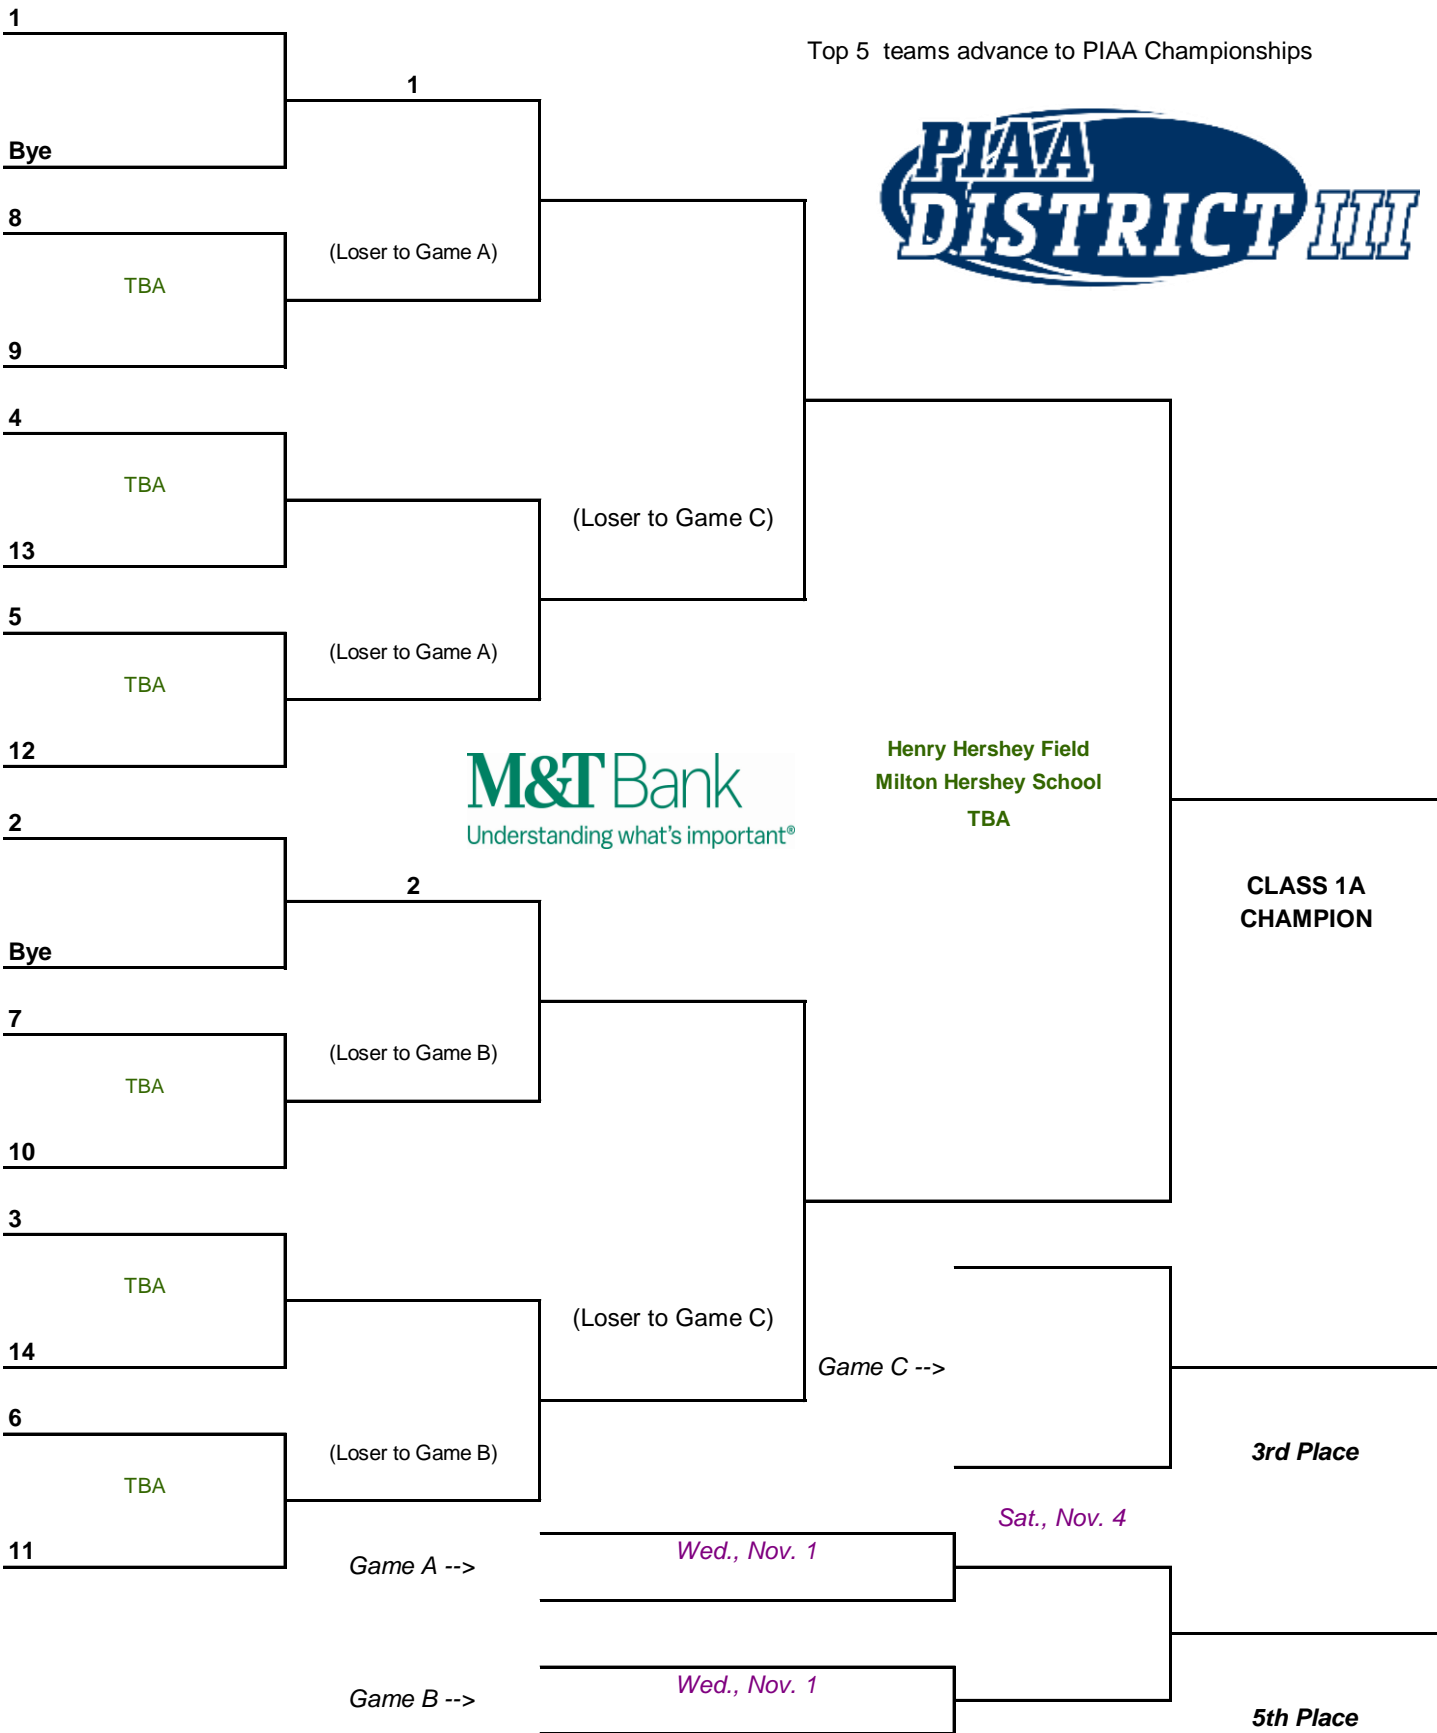 1
Top 5  teams advance to PIAA Championships
1
PIAA
DISTRICT III
Bye
8
(Loser to Game A)
TBA
9
4
TBA
(Loser to Game C)
13
5
(Loser to Game A)
TBA
12
M&T Bank
Understanding what's important®
Henry Hershey Field
Milton Hershey School
TBA
2
2
CLASS 1A
CHAMPION
Bye
7
(Loser to Game B)
TBA
10
3
TBA
(Loser to Game C)
14
Game C -->
6
(Loser to Game B)
3rd Place
TBA
Sat., Nov. 4
11
Game A -->
Wed., Nov. 1
Game B -->
Wed., Nov. 1
5th Place